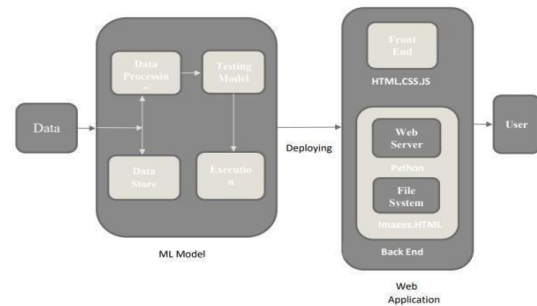 Data
Data
Processin
Testing
Model
Data
Store
Executio
n
ML Model
Deploying
Front
End
HTML,CSS,JS
Web
Server
Python
File
System
Images,HTML
Back End
Web
Application
User